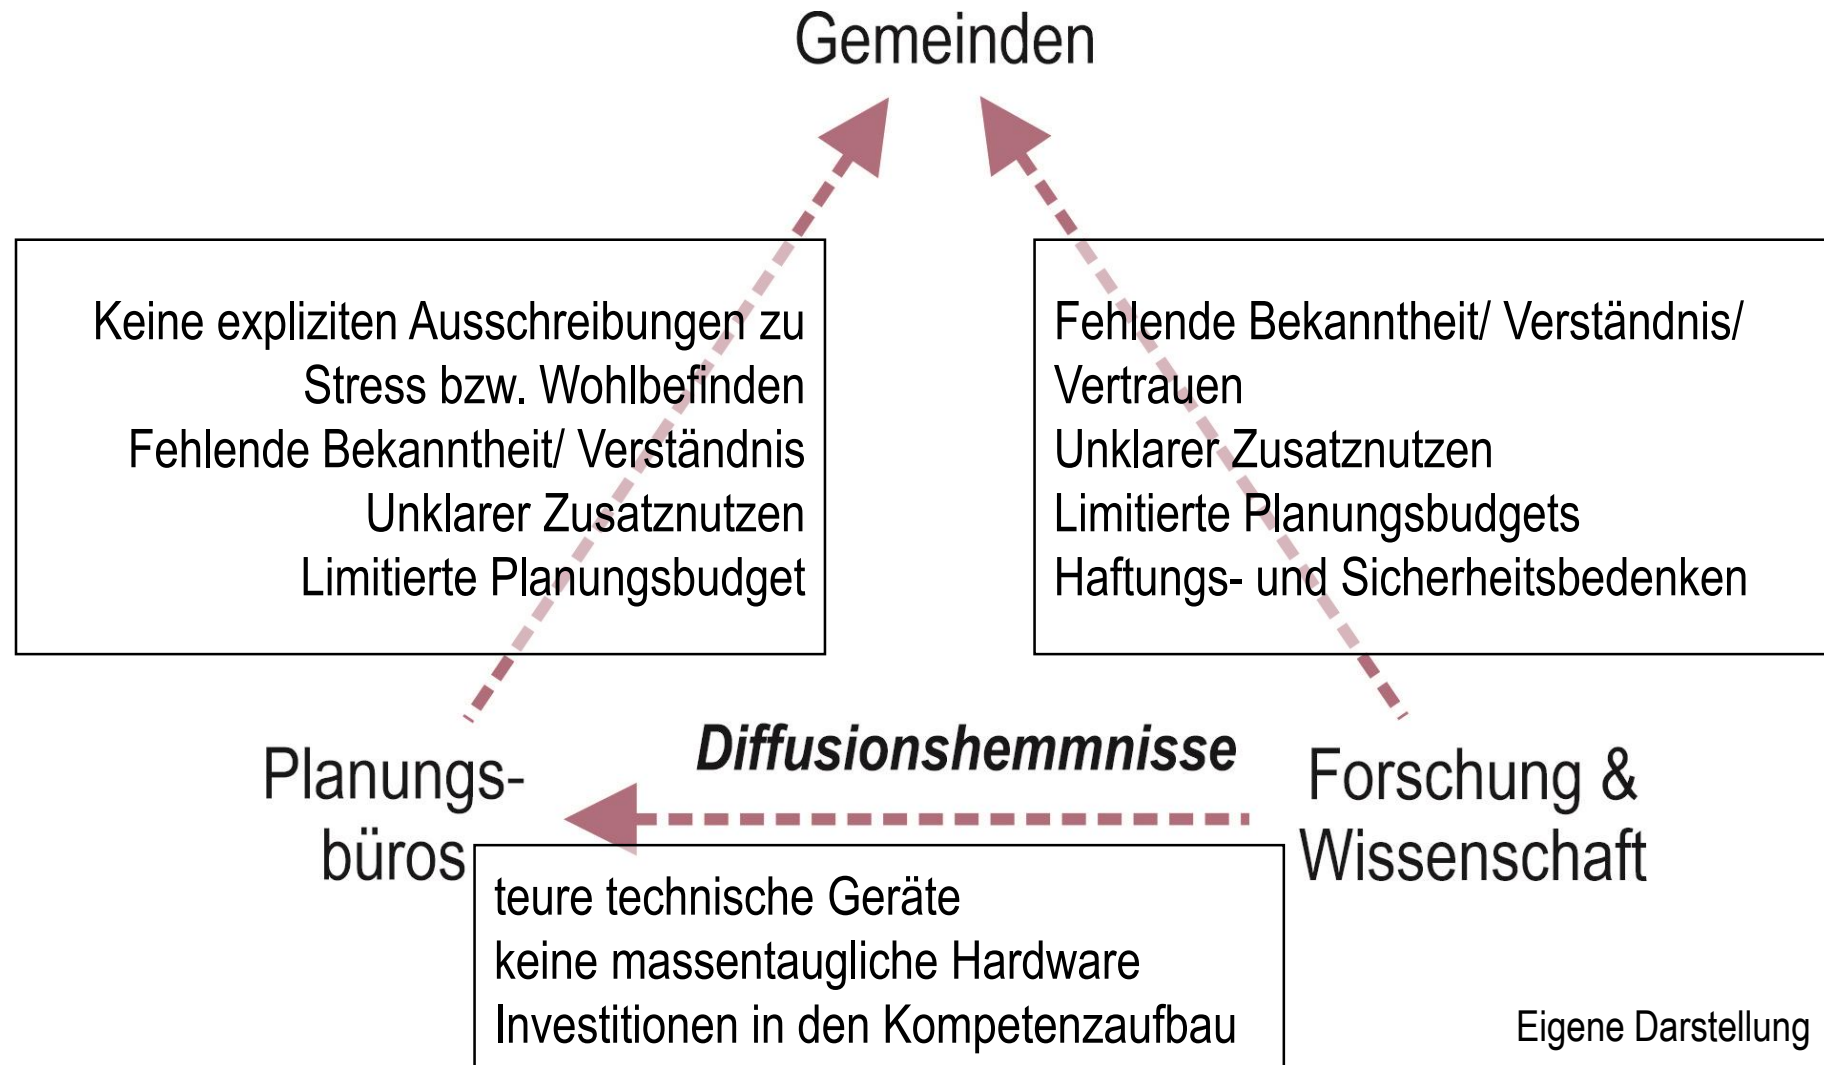 Gemeinden
Keine expliziten Ausschreibungen zu
Stress bzw. Wohlbefinden
Fehlende Bekanntheit/ Verständnis
Unklarer Zusatznutzen
Limitierte Planungsbudget
Fehlende Bekanntheit/ Verständnis/
Vertrauen
Unklarer Zusatznutzen
Limitierte Planungsbudgets
Haftungs- und Sicherheitsbedenken
Planungs-
büros
Diffusionshemmnisse
Forschung &
Wissenschaft
teure technische Geräte
keine massentaugliche Hardware
Investitionen in den Kompetenzaufbau
Eigene Darstellung